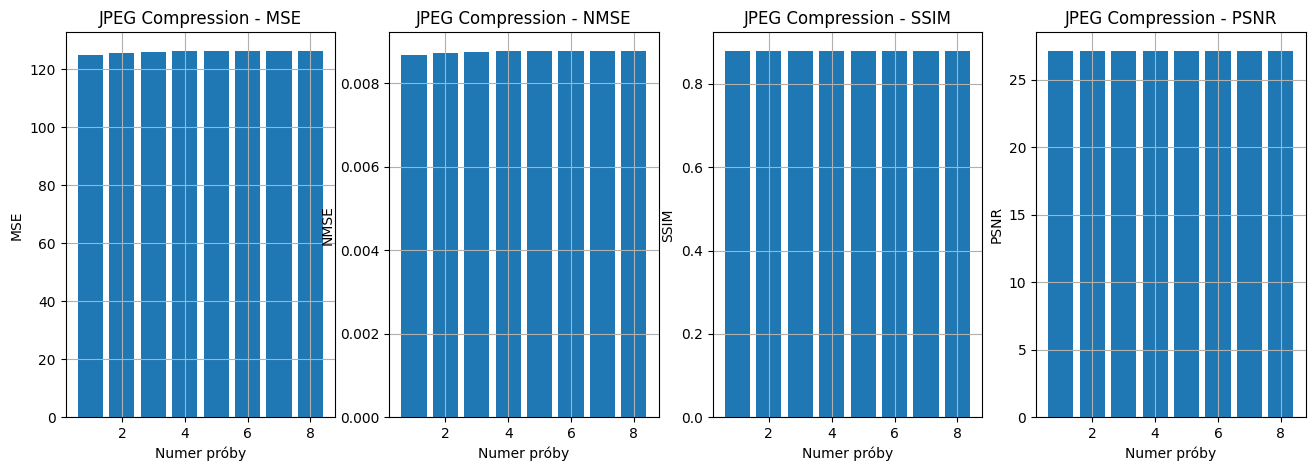 JPEG Compression - MSE
MSE
120
100
80
60
40
20
0
2 4 6 8
Numer próby
JPEG Compression - NMSE
NMSE
0.008
0.006
0.004
0.002
0.000
2 4 6 8
Numer próby
JPEG Compression - SSIM
SSIM
0.8
0.6
0.4
0.2
0.0
2 4 6 8
Numer próby
JPEG Compression - PSNR
PSNR
25
20
15
10
5
0
2 4 6 8
Numer próby